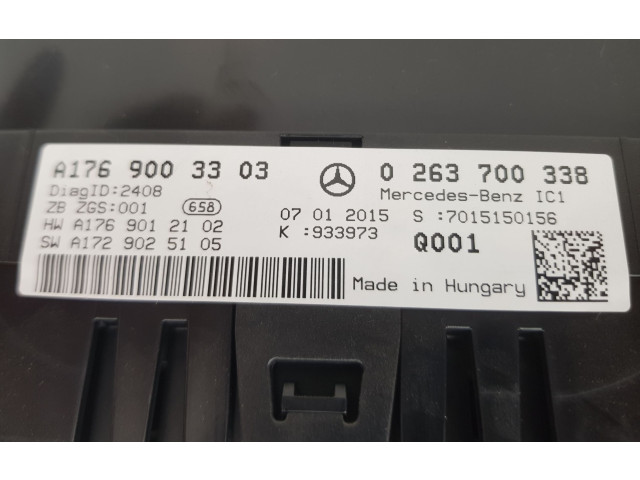 A176 900 33 03
DiagID:2408
ZB ZGS:001 658
HW A176 901 21 02
SW A172 902 51 05
07 01 2015
K :933973
0 263 700 338
Mercedes-Benz IC1
S :7015150156
Q001
Made in Hungary